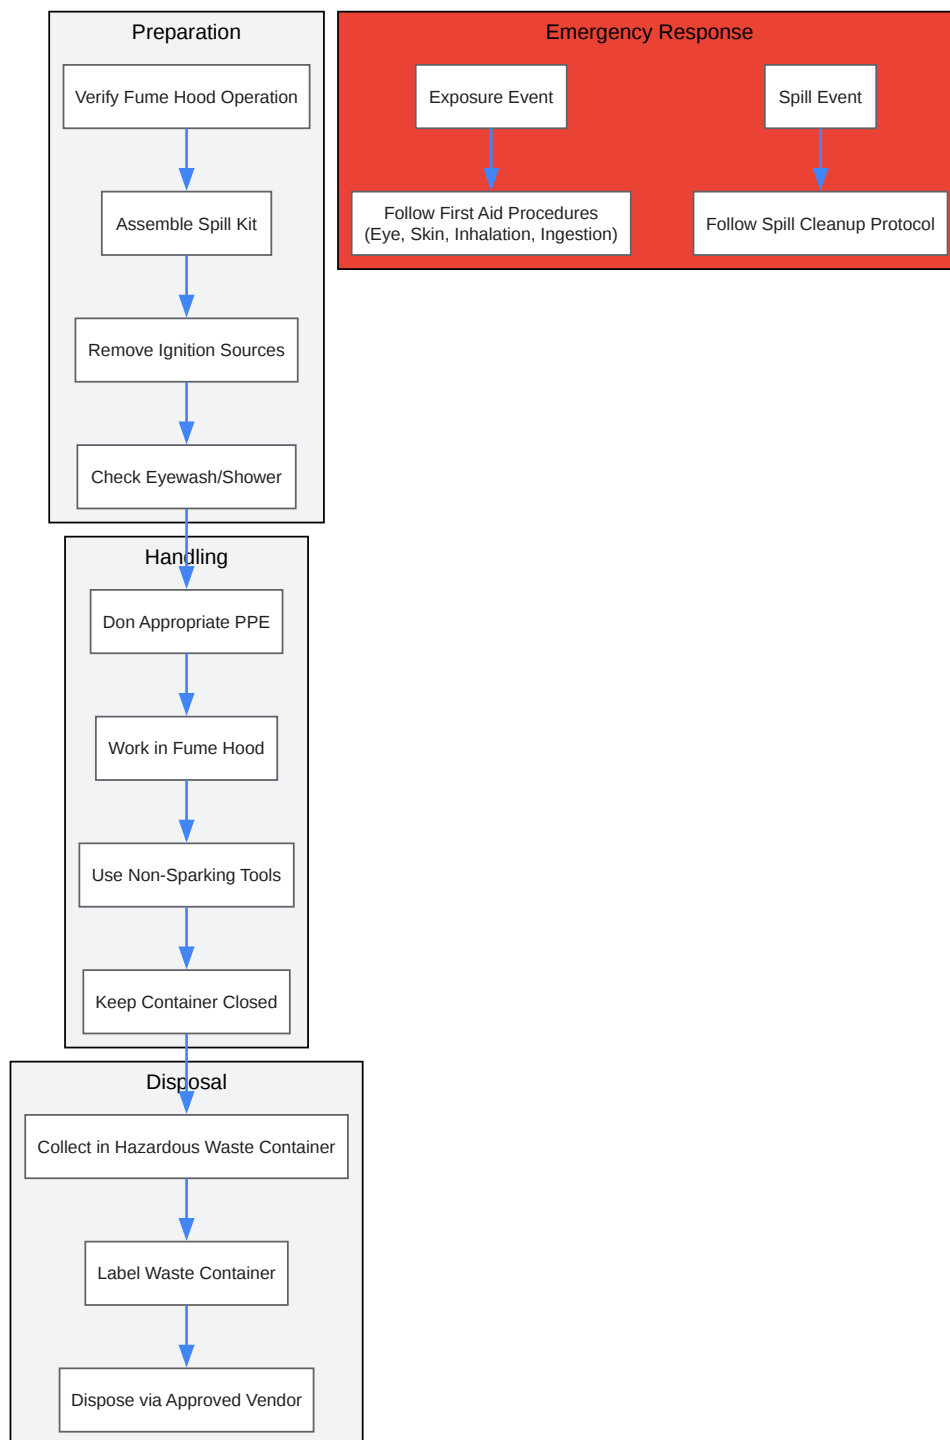 Preparation
Verify Fume Hood Operation
Assemble Spill Kit
Remove Ignition Sources
Check Eyewash/Shower
Handling
Don Appropriate PPE
Work in Fume Hood
Use Non-Sparking Tools
Keep Container Closed
Disposal
Collect in Hazardous Waste Container
Label Waste Container
Dispose via Approved Vendor
Emergency Response
Exposure Event
Follow First Aid Procedures
(Eye, Skin, Inhalation, Ingestion)
Spill Event
Follow Spill Cleanup Protocol